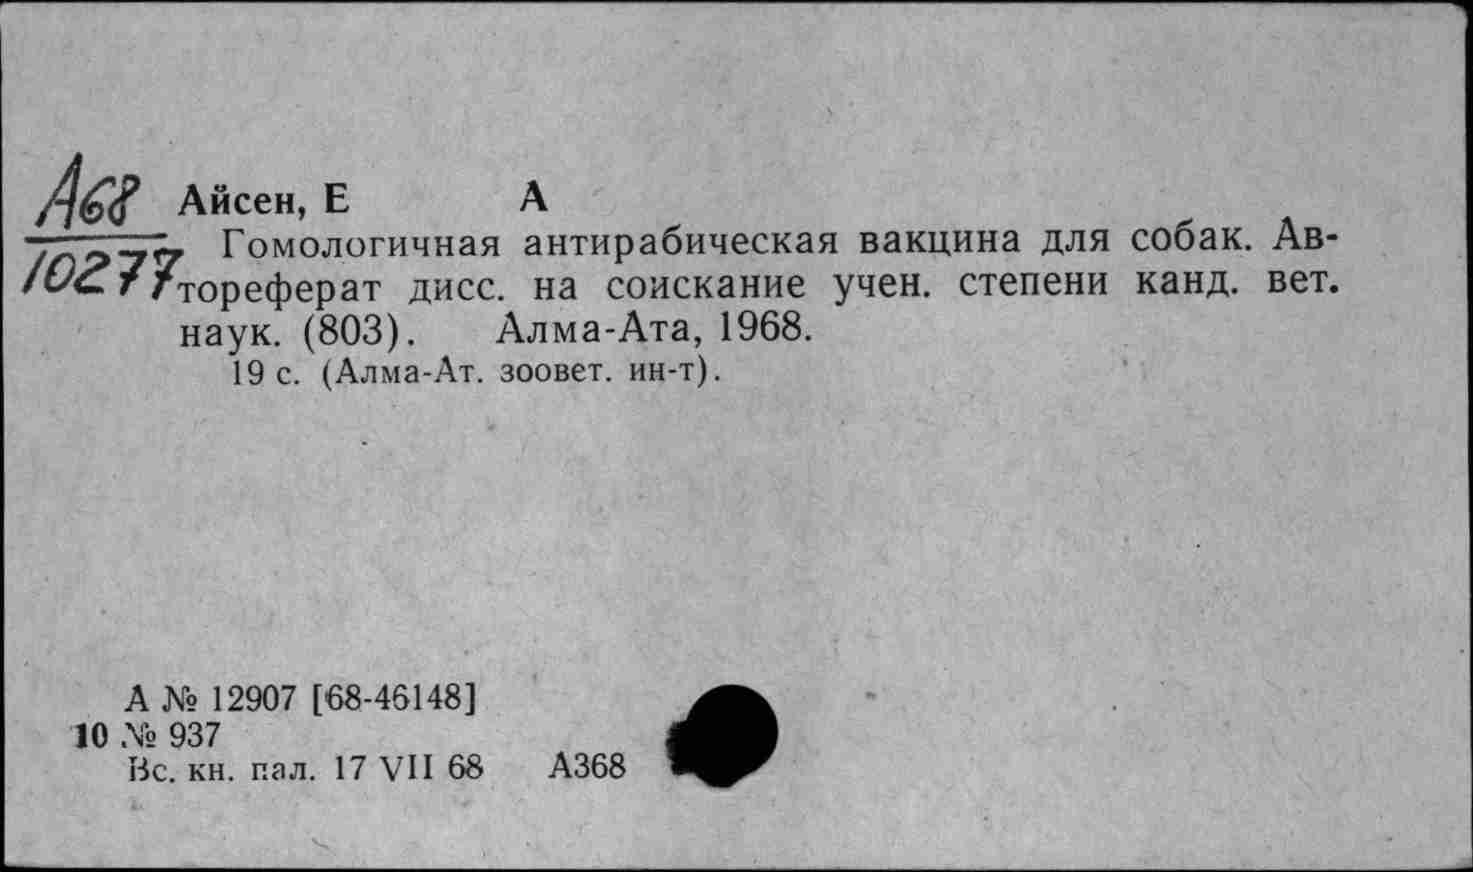 А68
10277
Айсен, Е А
Гомологичная антирабическая вакцина для собак. Ав-
тореферат дисс. на соискание учен. степени канд. вет.
наук. (803). Алма-Ата, 1968.
19 с. (Алма-Ат. зоовет. ин-т).
А № 12907 [68-46148]
10 № 937
Вс. кн. пал. 17 VII 68 А368